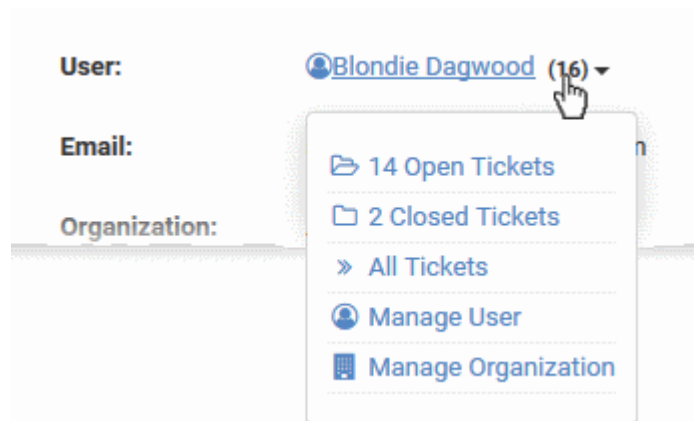 User: Blondie Dagwood (16)
Email: n
14 Open Tickets
2 Closed Tickets
Organization:
All Tickets
Manage User
Manage Organization